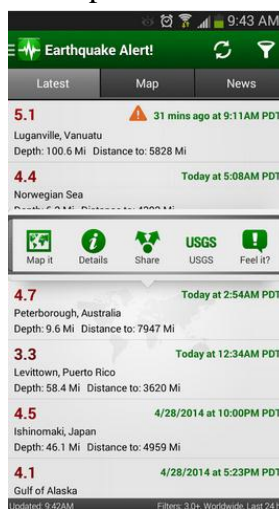 9:43 AM
Earthquake Alert!
Latest Map News
5.1 31 mins ago at 9:11AM PDT
Luganville, Vanuatu
Depth: 100.6 Mi Distance to: 5828 Mi
4.4 Today at 5:08AM PDT
Norwegian Sea
Map it Details Share USGS USGS Feel it?
4.7 Today at 2:54AM PDT
Peterborough, Australia
Depth: 9.6 Mi Distance to: 7947 Mi
3.3 Today at 12:34AM PDT
Levittown, Puerto Rico
Depth: 58.4 Mi Distance to: 3620 Mi
4.5 4/28/2014 at 10:00PM PDT
Ishinomaki, Japan
Depth: 46.1 Mi Distance to: 4959 Mi
4.1 4/28/2014 at 5:23PM PDT
Gulf of Alaska
Updated: 9:42AM Filters: 3.0+, Worldwide, Last 24